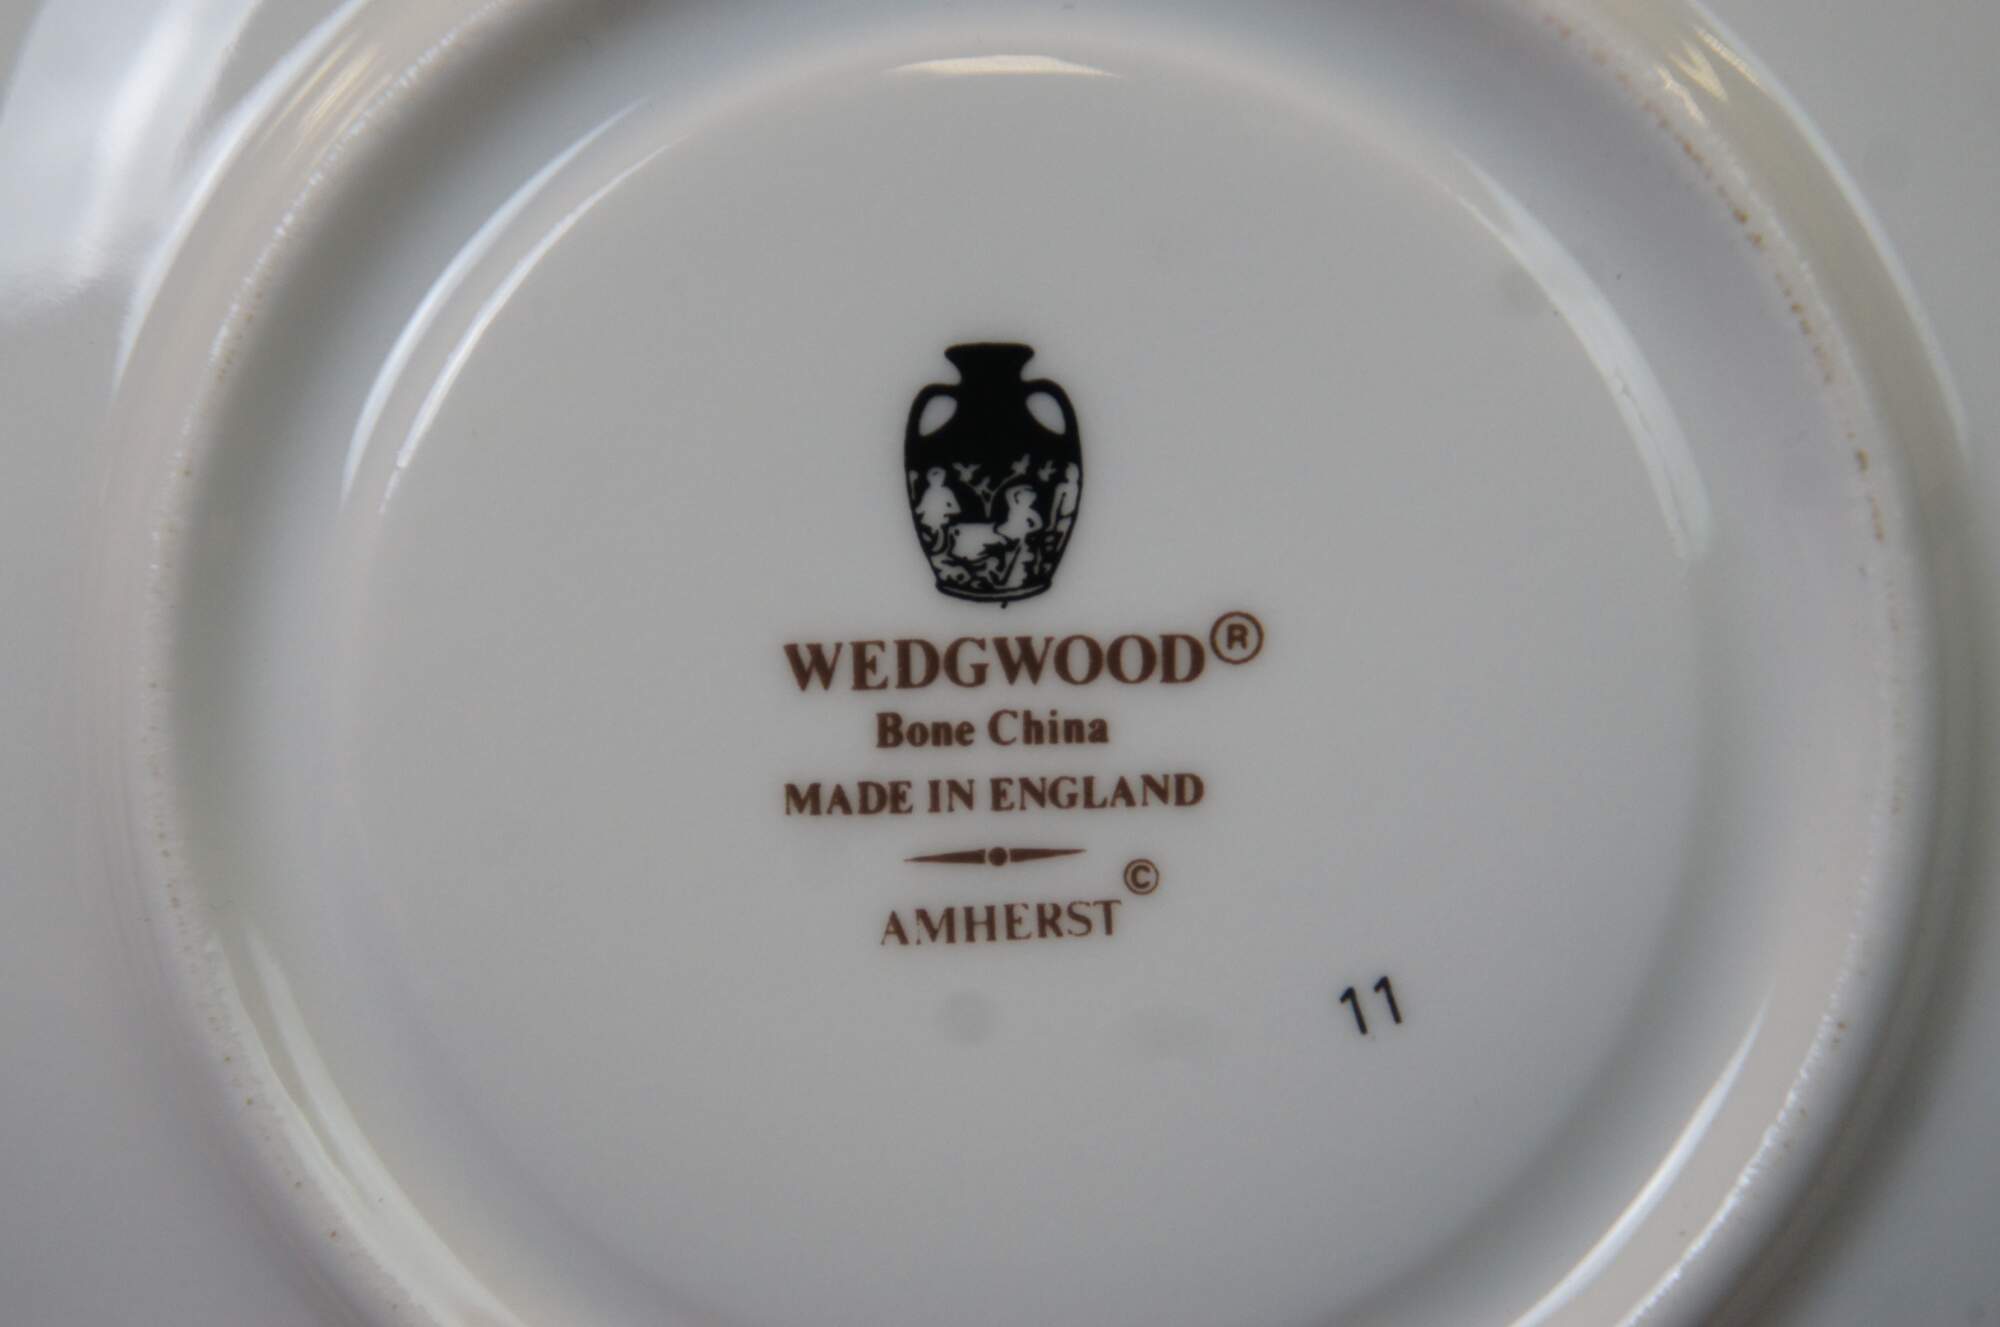 WEDGWOOD®
Bone China
MADE IN ENGLAND
AMHERST©
11